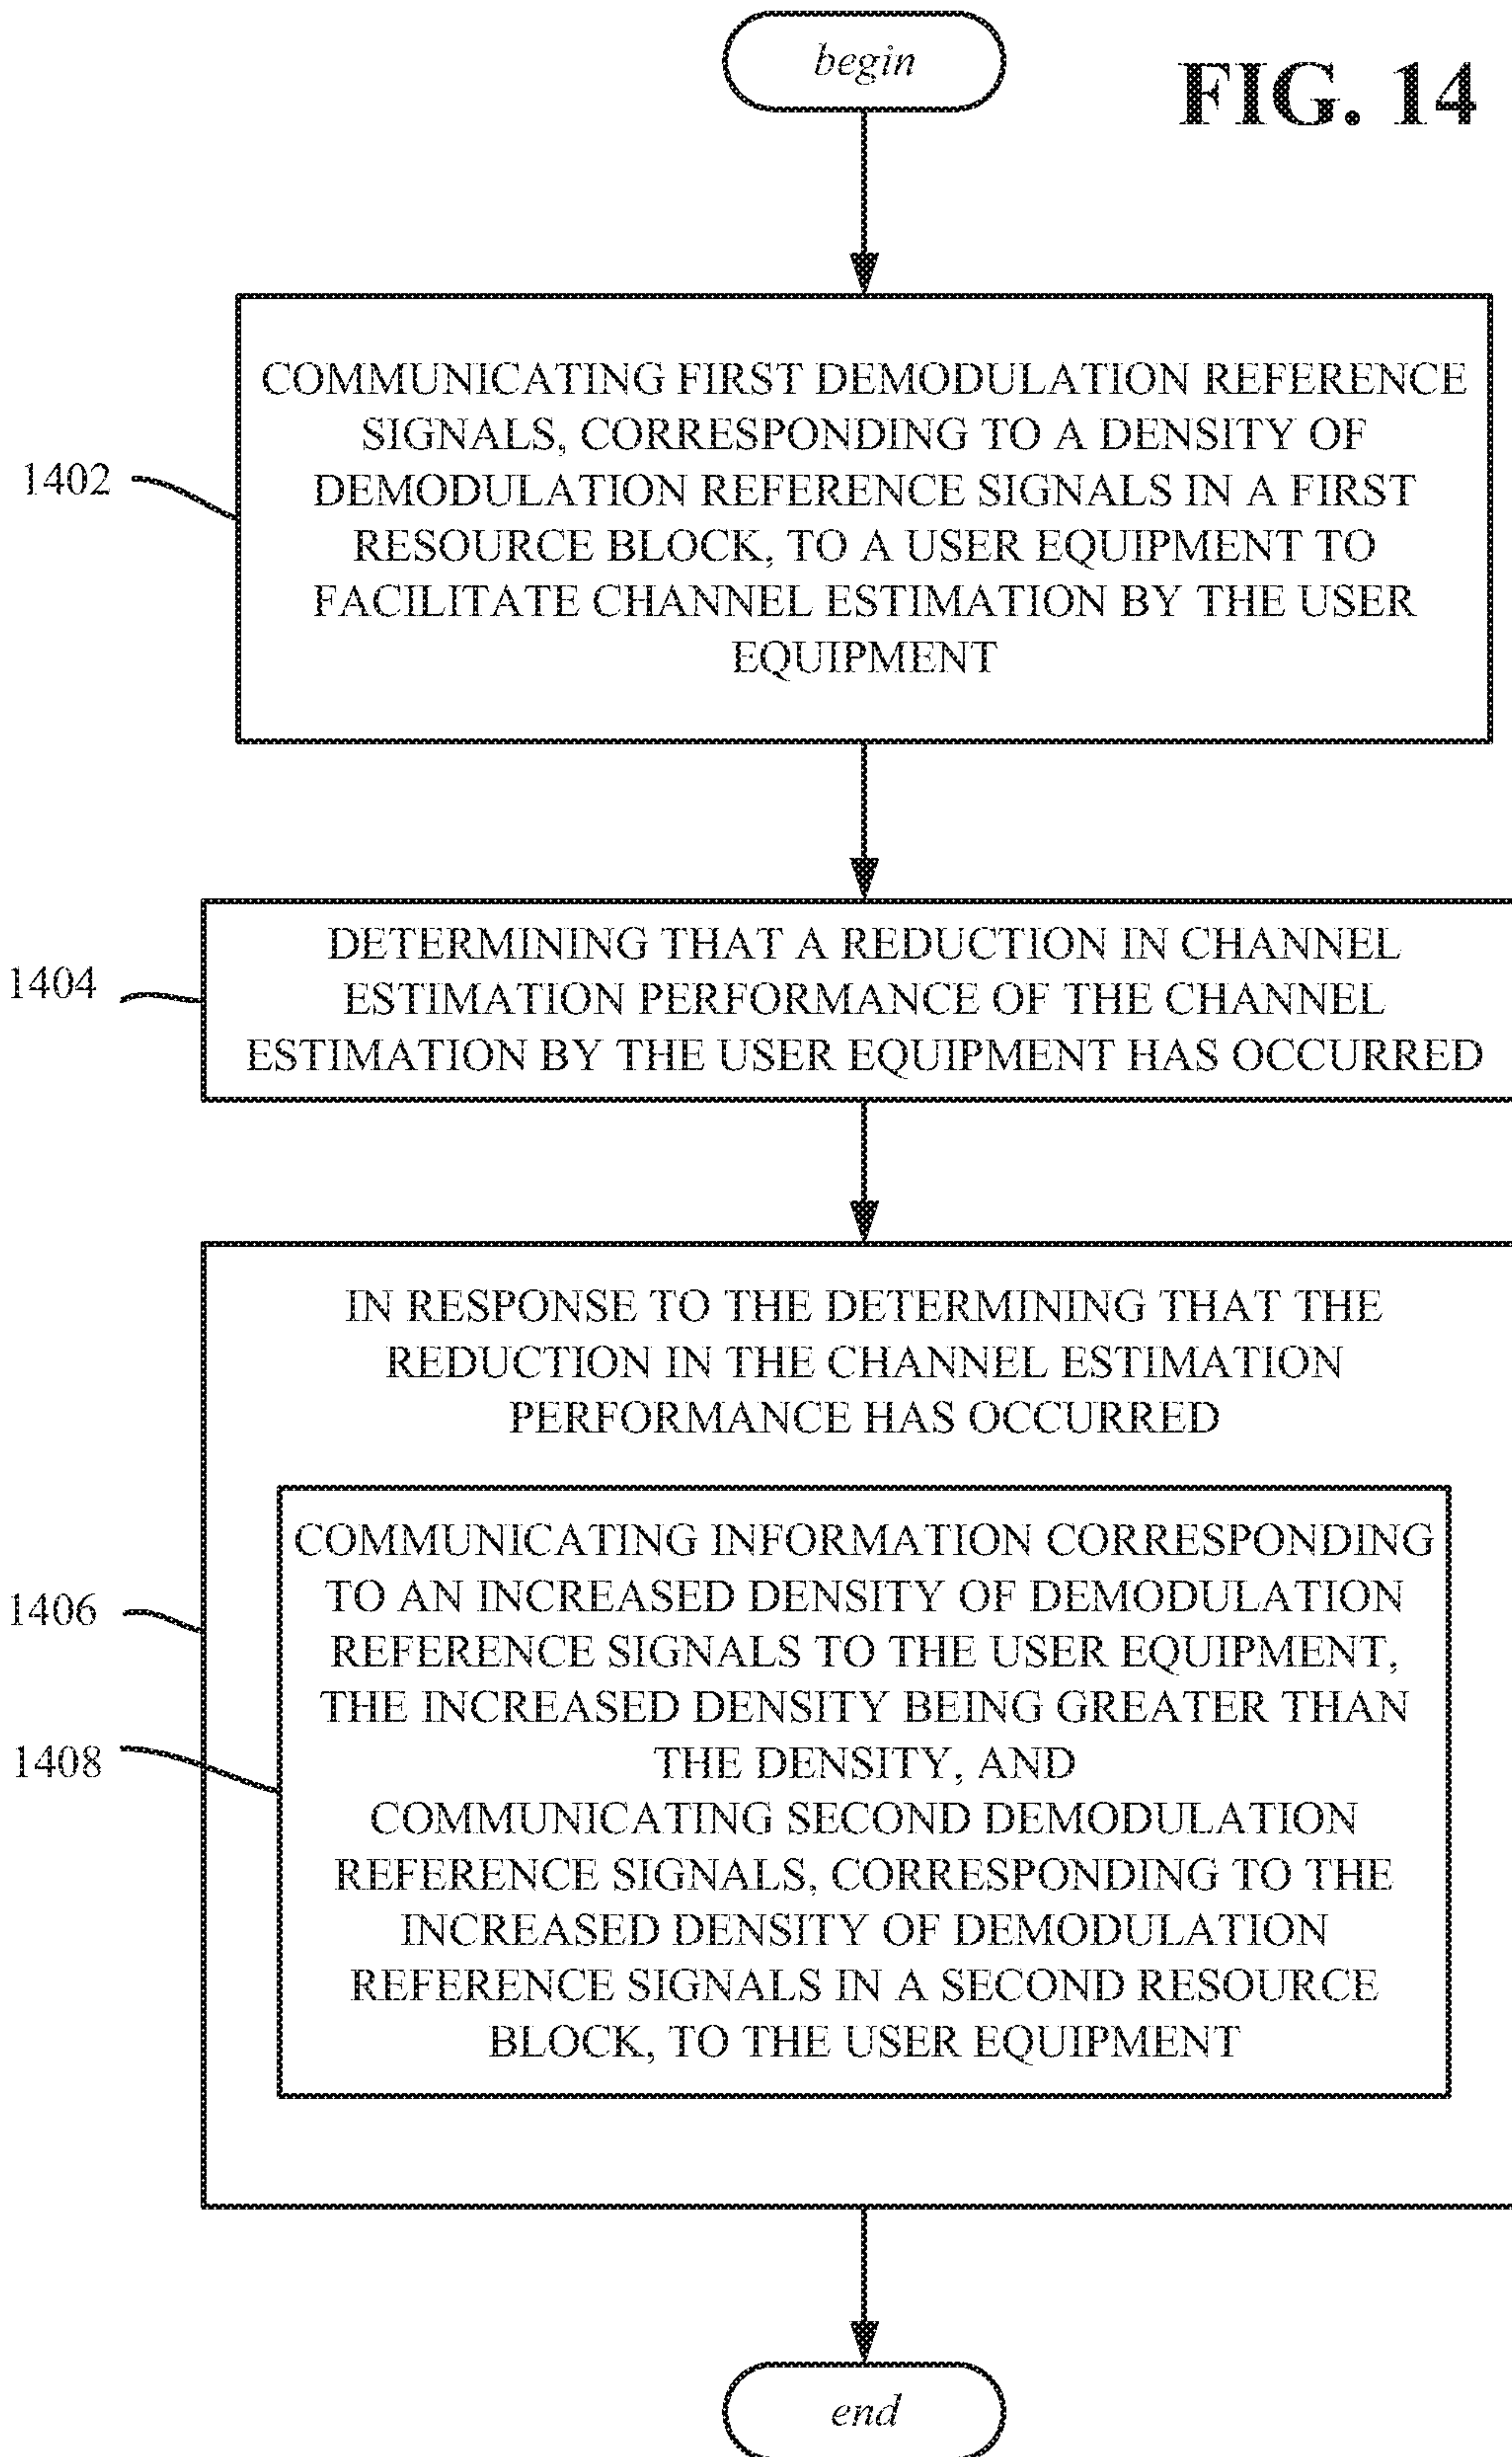 begin
FIG. 14
COMMUNICATING FIRST DEMODULATION REFERENCE
SIGNALS, CORRESPONDING TO A DENSITY OF
1402
DEMODULATION REFERENCE SIGNALS IN A FIRST
RESOURCE BLOCK, TO A USER EQUIPMENT TO
FACILITATE CHANNEL ESTIMATION BY THE USER
EQUIPMENT
DETERMINING THAT A REDUCTION IN CHANNEL
1404
ESTIMATION PERFORMANCE OF THE CHANNEL
ESTIMATION BY THE USER EQUIPMENT HAS OCCURRED
IN RESPONSE TO THE DETERMINING THAT THE
REDUCTION IN THE CHANNEL ESTIMATION
PERFORMANCE HAS OCCURRED
COMMUNICATING INFORMATION CORRESPONDING
TO AN INCREASED DENSITY OF DEMODULATION
1406
REFERENCE SIGNALS TO THE USER EQUIPMENT,
THE INCREASED DENSITY BEING GREATER THAN
1408
THE DENSITY, AND
COMMUNICATING SECOND DEMODULATION
REFERENCE SIGNALS, CORRESPONDING TO THE
INCREASED DENSITY OF DEMODULATION
REFERENCE SIGNALS IN A SECOND RESOURCE
BLOCK, TO THE USER EQUIPMENT
end